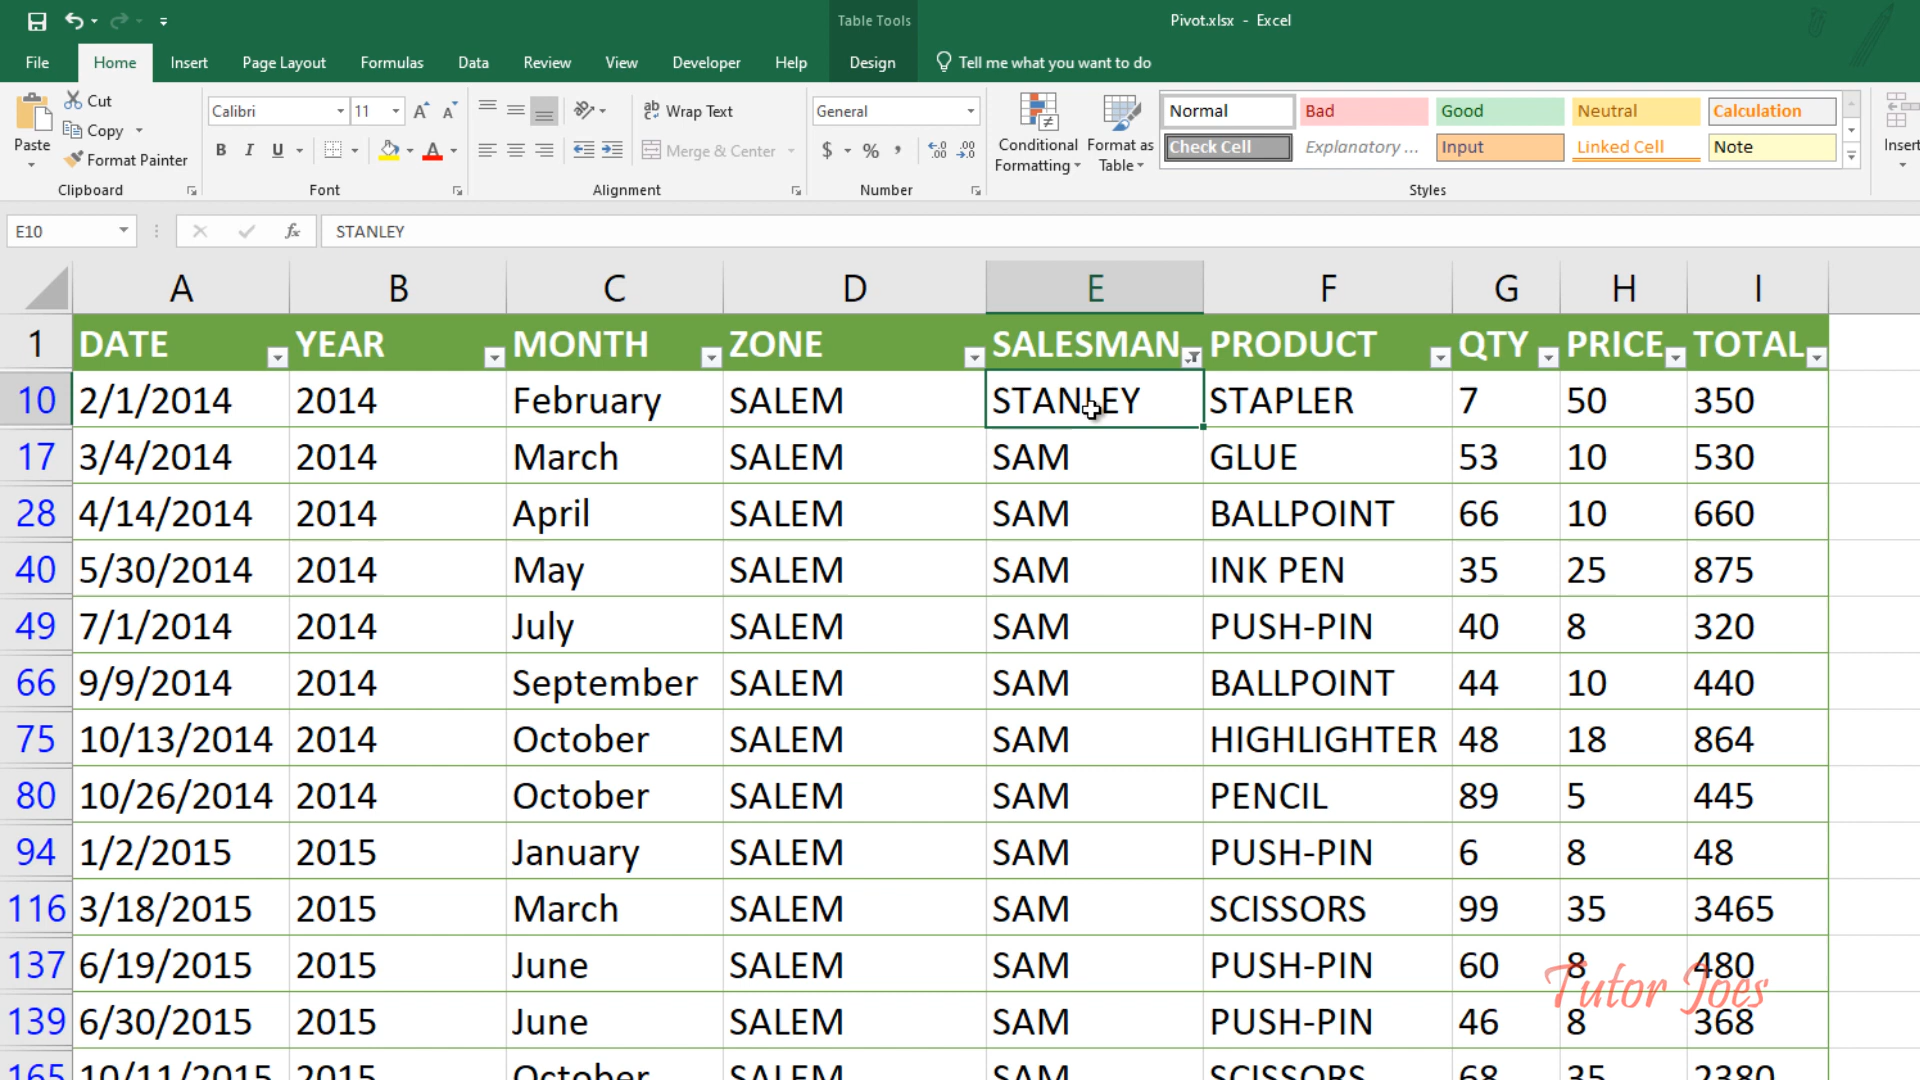 Table Tools
Pivot.xlsx - Excel
File Home Insert Page Layout Formulas Data Review View Developer Help Design Tell me what you want to do
Cut
Copy
Format Painter
Paste
Clipboard
Calibri 11
B I U
Font
Wrap Text
Merge & Center
Alignment
General
$ % ,
Number
Conditional Formatting
Format as Table
Normal Bad Good Neutral Calculation
Check Cell Explanatory ... Input Linked Cell Note
Styles
Insert
E10 fx STANLEY
A B C D E F G H I
1 DATE YEAR MONTH ZONE SALESMAN PRODUCT QTY PRICE TOTAL
10 2/1/2014 2014 February SALEM STANLEY STAPLER 7 50 350
17 3/4/2014 2014 March SALEM SAM GLUE 53 10 530
28 4/14/2014 2014 April SALEM SAM BALLPOINT 66 10 660
40 5/30/2014 2014 May SALEM SAM INK PEN 35 25 875
49 7/1/2014 2014 July SALEM SAM PUSH-PIN 40 8 320
66 9/9/2014 2014 September SALEM SAM BALLPOINT 44 10 440
75 10/13/2014 2014 October SALEM SAM HIGHLIGHTER 48 18 864
80 10/26/2014 2014 October SALEM SAM PENCIL 89 5 445
94 1/2/2015 2015 January SALEM SAM PUSH-PIN 6 8 48
116 3/18/2015 2015 March SALEM SAM SCISSORS 99 35 3465
137 6/19/2015 2015 June SALEM SAM PUSH-PIN 60 8 480
Tutor Joes
139 6/30/2015 2015 June SALEM SAM PUSH-PIN 46 8 368
165 10/11/2015 2015 October SALEM SAM SCISSORS 68 35 2380